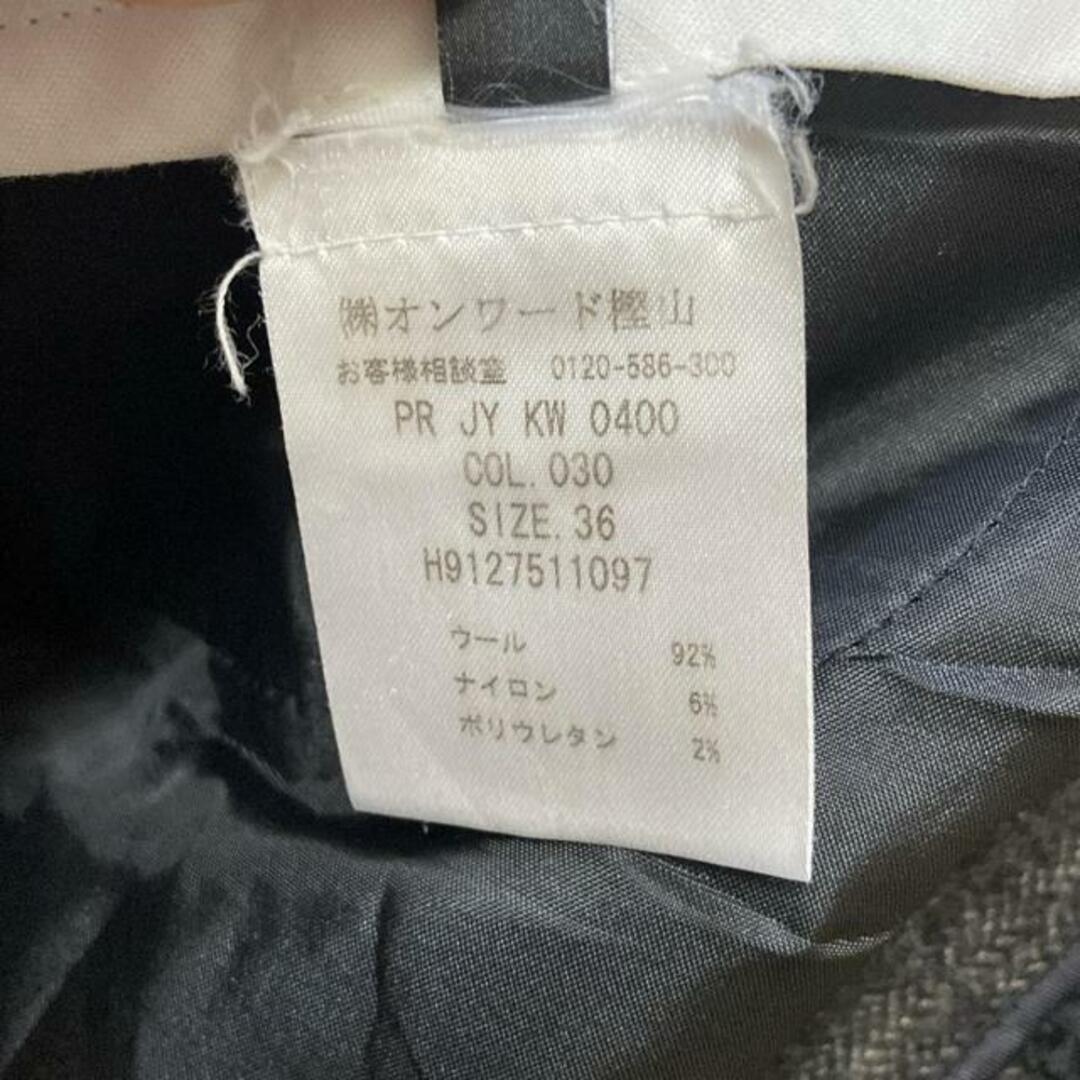 ㈱オンワード樫山
お客様相談室 0120-586-300
PR JY KW 0400
COL.030
SIZE.36
H9127511097
ウール 92%
ナイロン 6%
ポリウレタン 2%